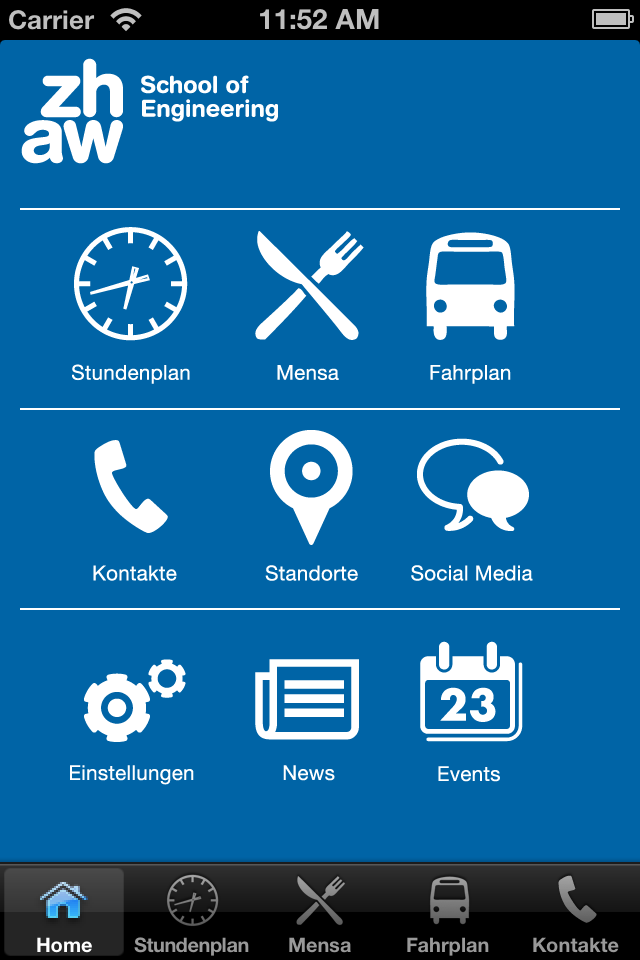 Carrier 11:52 AM
zh
aw
School of
Engineering
Stundenplan Mensa Fahrplan
Kontakte Standorte Social Media
23
Einstellungen News Events
Home Stundenplan Mensa Fahrplan Kontakte